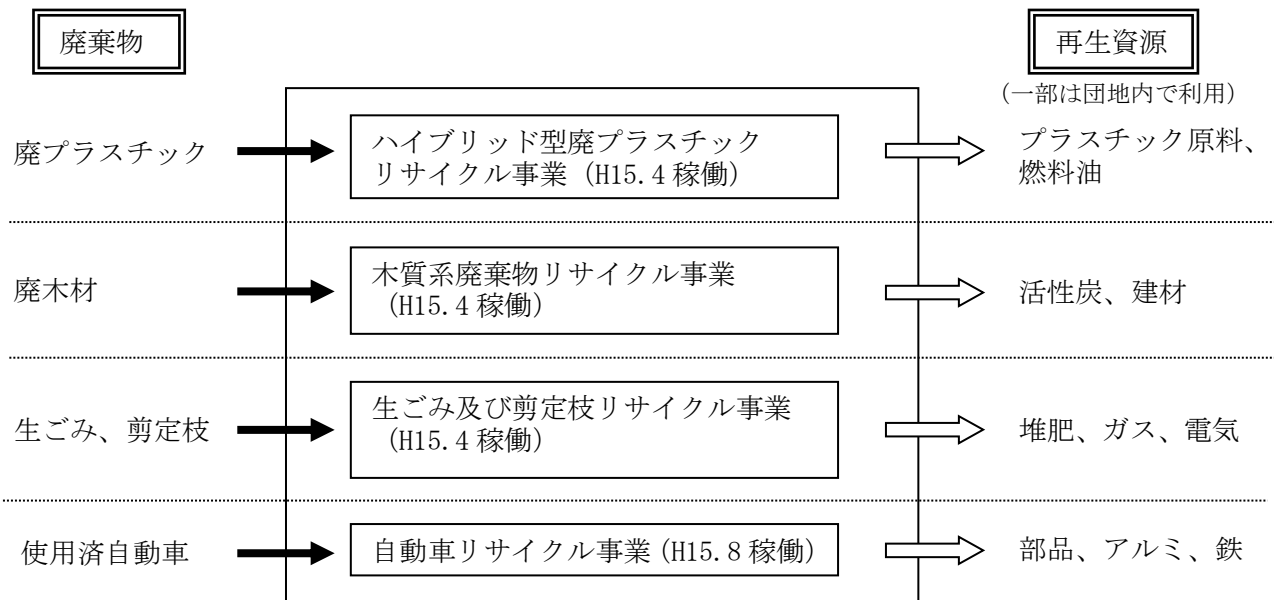 廃棄物
再生資源
(一部は団地内で利用)
廃プラスチック
ハイブリッド型廃プラスチック
リサイクル事業 (H15.4 稼働)
プラスチック原料、
燃料油
廃木材
木質系廃棄物リサイクル事業
(H15.4 稼働)
活性炭、建材
生ごみ、剪定枝
生ごみ及び剪定枝リサイクル事業
(H15.4 稼働)
堆肥、ガス、電気
使用済自動車
自動車リサイクル事業 (H15.8 稼働)
部品、アルミ、鉄